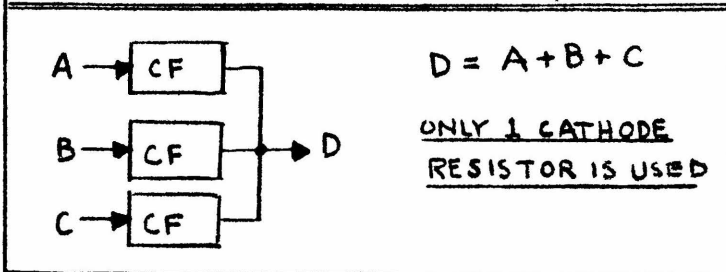 A CF
D = A + B + C
B CF D
ONLY 1 CATHODE
RESISTOR IS USED
C CF